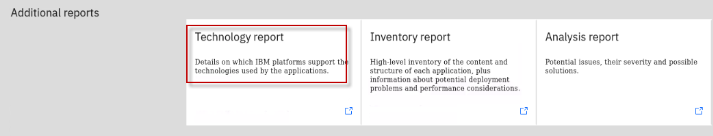 Additional reports
Technology report
Details on which IBM platforms support the
technologies used by the applications.
Inventory report
High-level inventory of the content and
structure of each application, plus
information about potential deployment
problems and performance considerations.
Analysis report
Potential issues, their severity and possible
solutions.